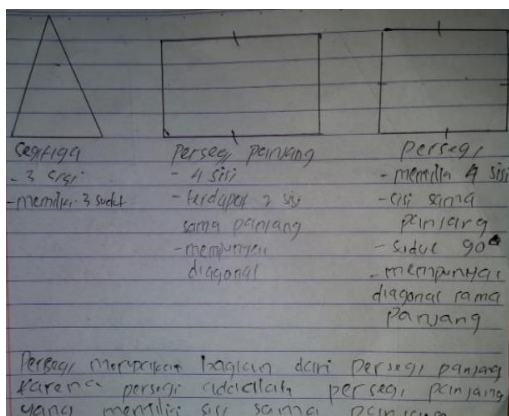 segitiga
- 3 sisi
- memiliki 3 sudut
persegi panjang
- 4 sisi
- terdapat 2 sisi
sama panjang
- mempunyai
diagonal
persegi
- memiliki 4 sisi
- sisi sama
panjang
- sudut 90°
- mempunyai
diagonal sama
panjang
Persegi merupakan bagian dari persegi panjang
karena persegi addalah persegi panjang
yang memiliki sisi sama panjang